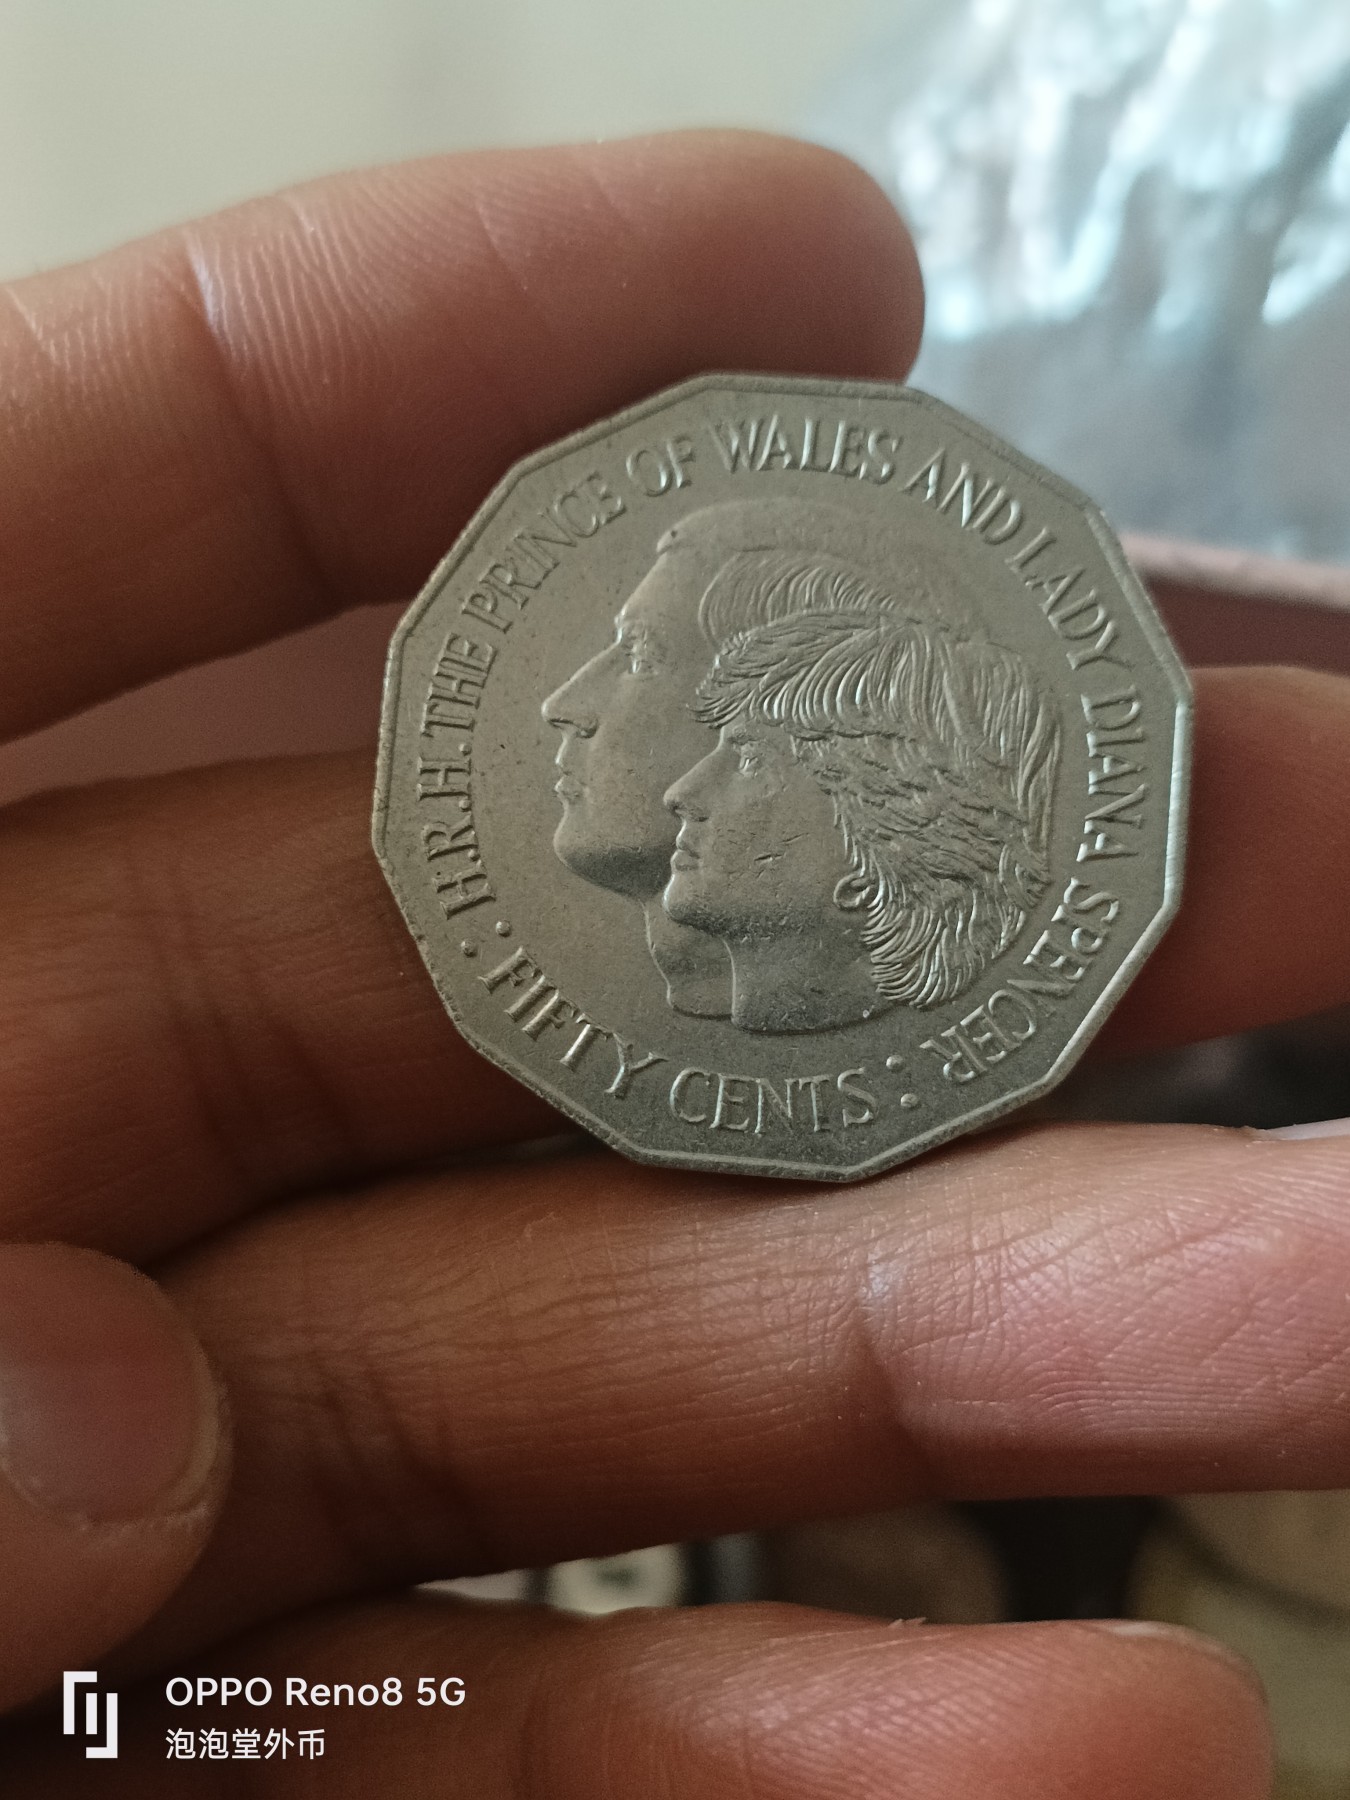 H.R.H. THE PRINCE OF WALES AND LADY DIANA SPENCER
FIFTY CENTS
OPPO Reno8 5G
泡泡堂外币